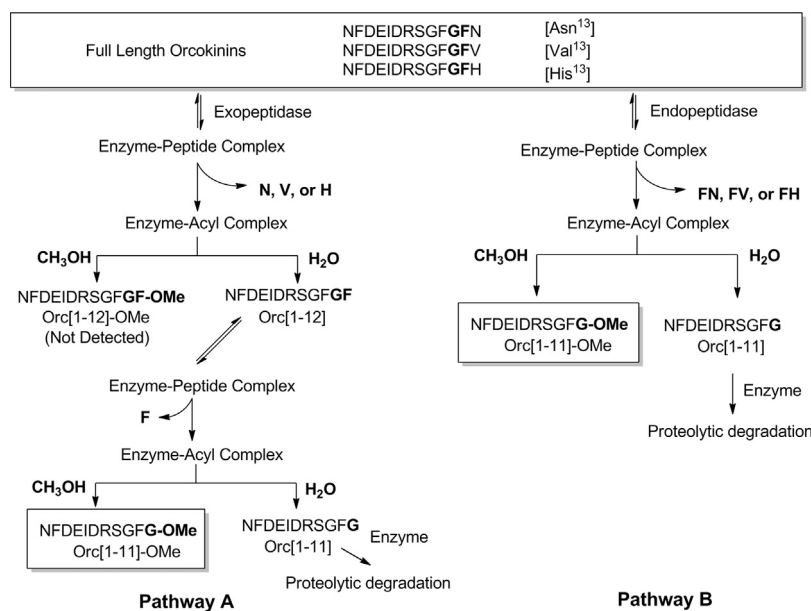 Full Length Orcokinins
NFDEIDRSGFGFN [Asn¹³]
NFDEIDRSGFGFV [Val¹³]
NFDEIDRSGFGFH [His¹³]
Exopeptidase
Enzyme-Peptide Complex
N, V, or H
Enzyme-Acyl Complex
CH₃OH
H₂O
NFDEIDRSGFGF-OMe
Orc[1-12]-OMe
(Not Detected)
NFDEIDRSGFGF
Orc[1-12]
Enzyme-Peptide Complex
F
Enzyme-Acyl Complex
CH₃OH
H₂O
NFDEIDRSGFG-OMe
Orc[1-11]-OMe
NFDEIDRSGFG
Orc[1-11]
Enzyme
Proteolytic degradation
Pathway A
Endopeptidase
Enzyme-Peptide Complex
FN, FV, or FH
Enzyme-Acyl Complex
CH₃OH
H₂O
NFDEIDRSGFG-OMe
Orc[1-11]-OMe
NFDEIDRSGFG
Orc[1-11]
Enzyme
Proteolytic degradation
Pathway B